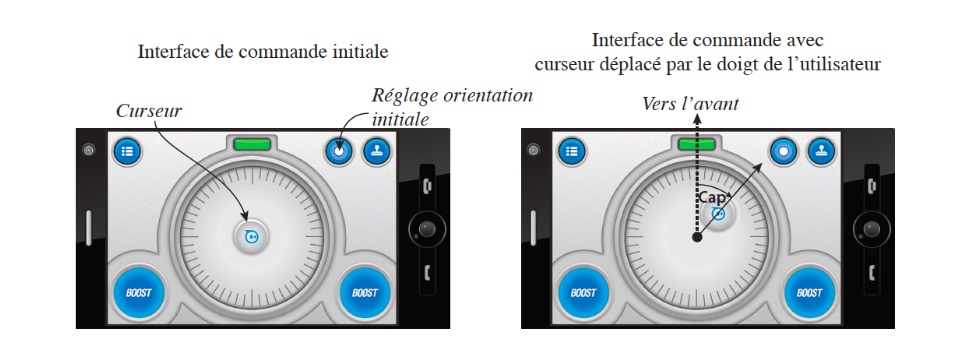 Interface de commande initiale
Curseur
Réglage orientation
initiale
BOOST
BOOST
Interface de commande avec
curseur déplacé par le doigt de l'utilisateur
Vers l'avant
Cap
BOOST
BOOST